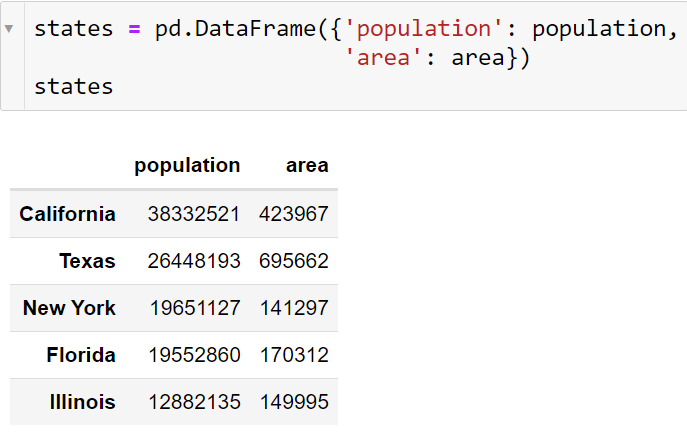 states = pd.DataFrame({'population': population,
'area': area})
states
population area
California 38332521 423967
Texas 26448193 695662
New York 19651127 141297
Florida 19552860 170312
Illinois 12882135 149995